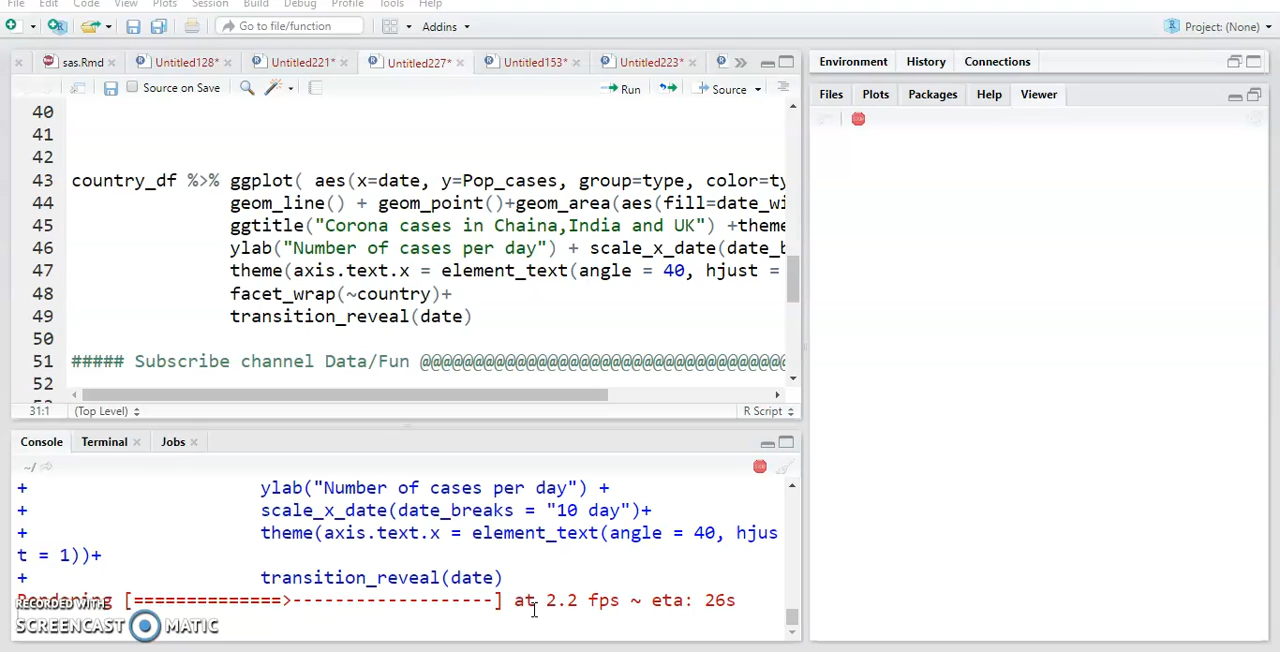 File Edit Code View Plots Session Build Debug Profile Tools Help
Go to file/function Addins Project: (None)
sas.Rmd Untitled128* Untitled221* Untitled227* Untitled153* Untitled223*
Source on Save Run Source
40
41
42
43 country_df %>% ggplot( aes(x=date, y=Pop_cases, group=type, color=ty
44 geom_line() + geom_point()+geom_area(aes(fill=date_wi
45 ggtitle("Corona cases in Chaina,India and UK") +theme
46 ylab("Number of cases per day") + scale_x_date(date_b
47 theme(axis.text.x = element_text(angle = 40, hjust =
48 facet_wrap(~country)+
49 transition_reveal(date)
50
51 ##### Subscribe channel Data/Fun @@@@@@@@@@@@@@@@@@@@@@@@@@@@@@@@@@@
52
31:1 (Top Level) R Script
Console Terminal Jobs
~/
+ ylab("Number of cases per day") +
+ scale_x_date(date_breaks = "10 day")+
+ theme(axis.text.x = element_text(angle = 40, hjus
t = 1))+
+ transition_reveal(date)
Rendering [==============>-------------------] at 2.2 fps ~ eta: 26s
RECORDED WITH
SCREENCAST MATIC
Environment History Connections
Files Plots Packages Help Viewer